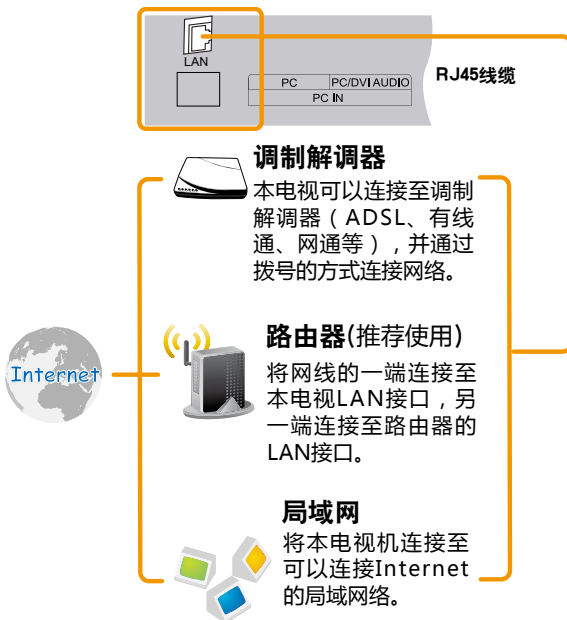 LAN
PC PC/DVI AUDIO
PC IN
RJ45线缆
调制解调器
本电视可以连接至调制
解调器（ADSL、有线
通、网通等），并通过
拨号的方式连接网络。
Internet
路由器(推荐使用)
将网线的一端连接至
本电视LAN接口，另
一端连接至路由器的
LAN接口。
局域网
将本电视机连接至
可以连接Internet
的局域网络。